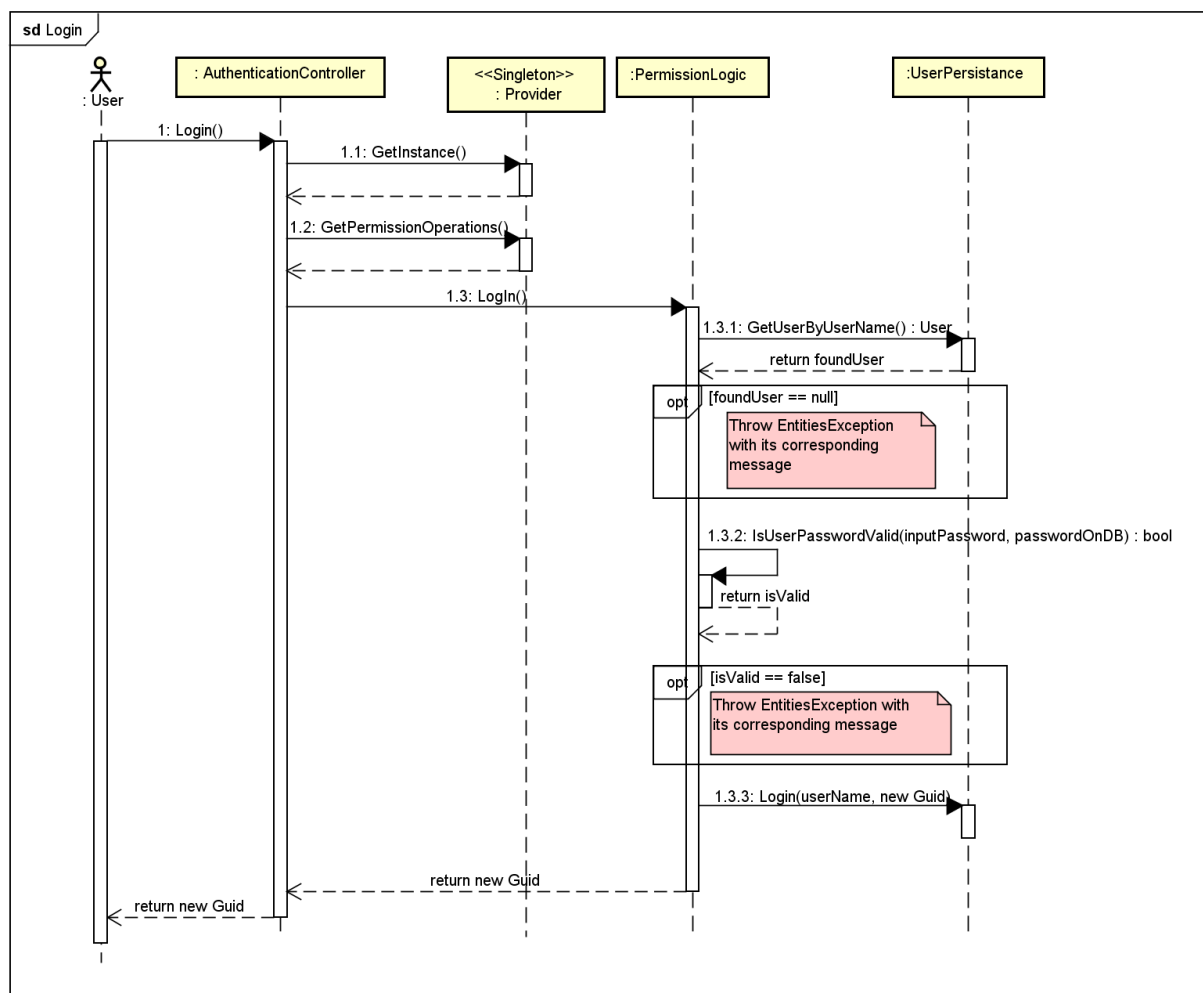 sd Login
: User
: AuthenticationController
<<Singleton>>
: Provider
:PermissionLogic
:UserPersistance
1: Login()
1.1: GetInstance()
1.2: GetPermissionOperations()
1.3: LogIn()
1.3.1: GetUserByUserName() : User
return foundUser
opt
[foundUser == null]
Throw EntitiesException
with its corresponding
message
1.3.2: IsUserPasswordValid(inputPassword, passwordOnDB) : bool
return isValid
opt
[isValid == false]
Throw EntitiesException with
its corresponding message
1.3.3: Login(userName, new Guid)
return new Guid
return new Guid